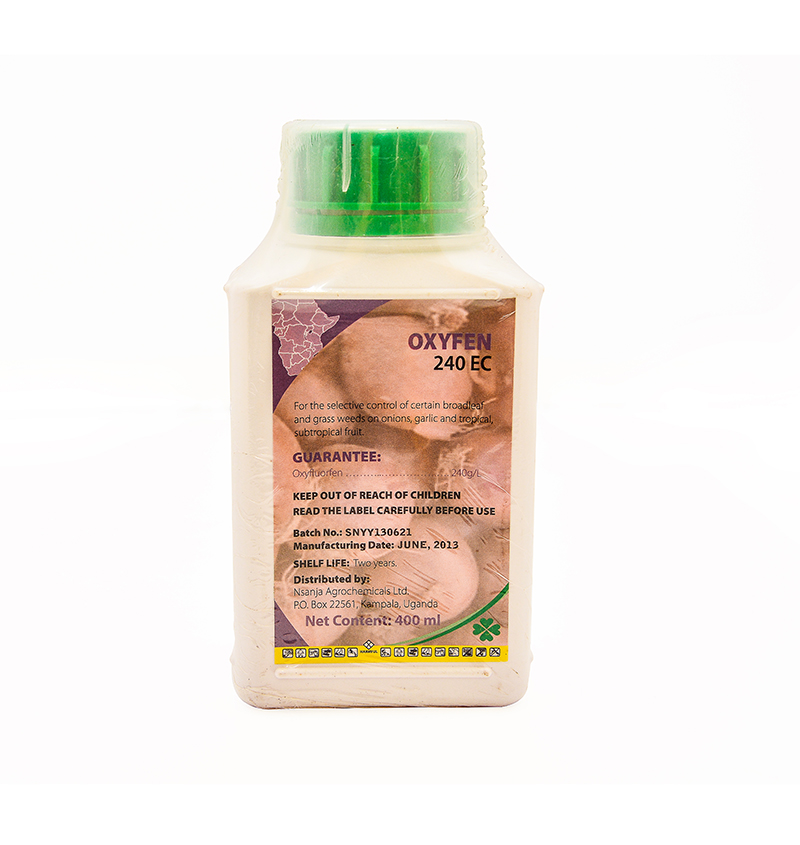 OXYFEN
240 EC
For the selective control of certain broadleaf
and grass weeds on onions, garlic and tropical,
subtropical fruit.
GUARANTEE:
Oxyfluorfen ............................... 240g/L
KEEP OUT OF REACH OF CHILDREN
READ THE LABEL CAREFULLY BEFORE USE
Batch No.: SNYY130621
Manufacturing Date: JUNE, 2013
SHELF LIFE: Two years.
Distributed by:
Nsanja Agrochemicals Ltd.
P.O. Box 22561, Kampala, Uganda
Net Content: 400 ml
HARMFUL